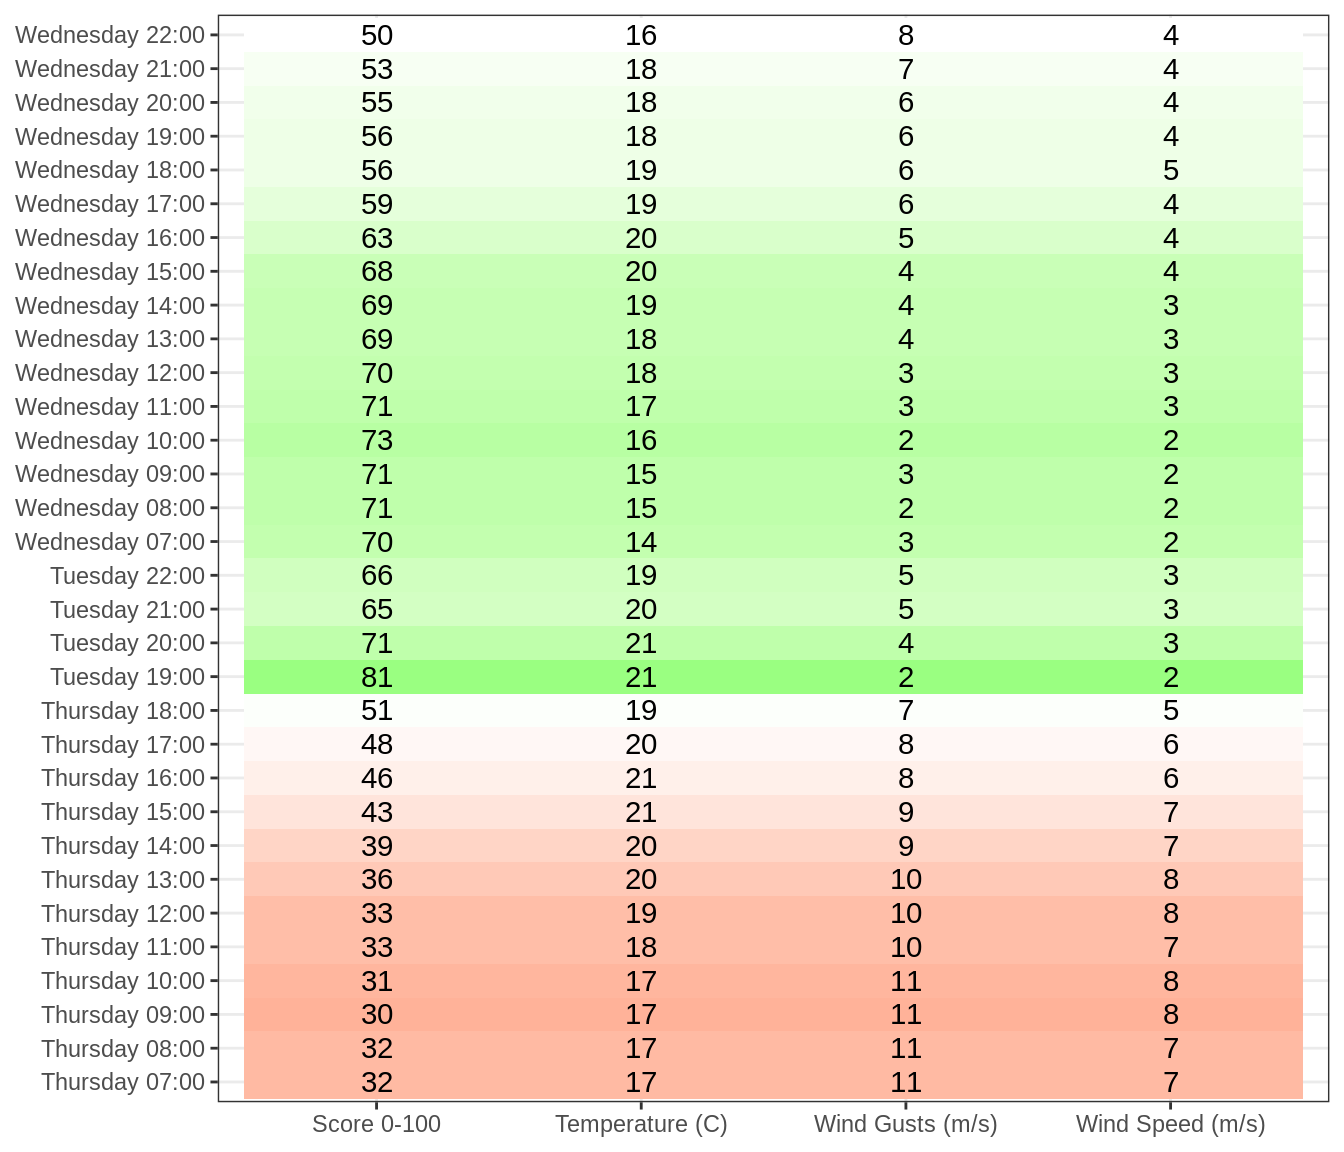 Wednesday 22:00 50 16 8 4
Wednesday 21:00 53 18 7 4
Wednesday 20:00 55 18 6 4
Wednesday 19:00 56 18 6 4
Wednesday 18:00 56 19 6 5
Wednesday 17:00 59 19 6 4
Wednesday 16:00 63 20 5 4
Wednesday 15:00 68 20 4 4
Wednesday 14:00 69 19 4 3
Wednesday 13:00 69 18 4 3
Wednesday 12:00 70 18 3 3
Wednesday 11:00 71 17 3 3
Wednesday 10:00 73 16 2 2
Wednesday 09:00 71 15 3 2
Wednesday 08:00 71 15 2 2
Wednesday 07:00 70 14 3 2
Tuesday 22:00 66 19 5 3
Tuesday 21:00 65 20 5 3
Tuesday 20:00 71 21 4 3
Tuesday 19:00 81 21 2 2
Thursday 18:00 51 19 7 5
Thursday 17:00 48 20 8 6
Thursday 16:00 46 21 8 6
Thursday 15:00 43 21 9 7
Thursday 14:00 39 20 9 7
Thursday 13:00 36 20 10 8
Thursday 12:00 33 19 10 8
Thursday 11:00 33 18 10 7
Thursday 10:00 31 17 11 8
Thursday 09:00 30 17 11 8
Thursday 08:00 32 17 11 7
Thursday 07:00 32 17 11 7
Score 0-100 Temperature (C) Wind Gusts (m/s) Wind Speed (m/s)